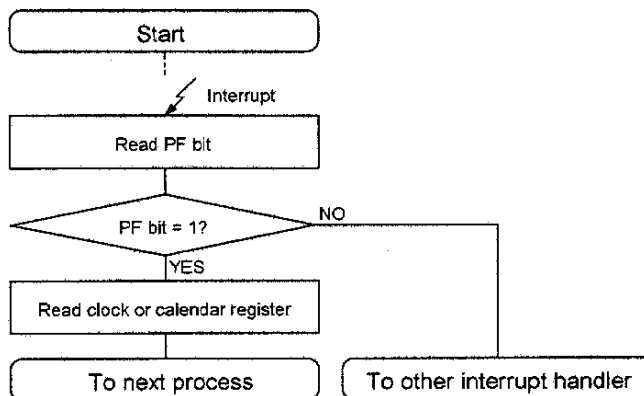 Start
Interrupt
Read PF bit
PF bit = 1?
NO
YES
Read clock or calendar register
To next process
To other interrupt handler